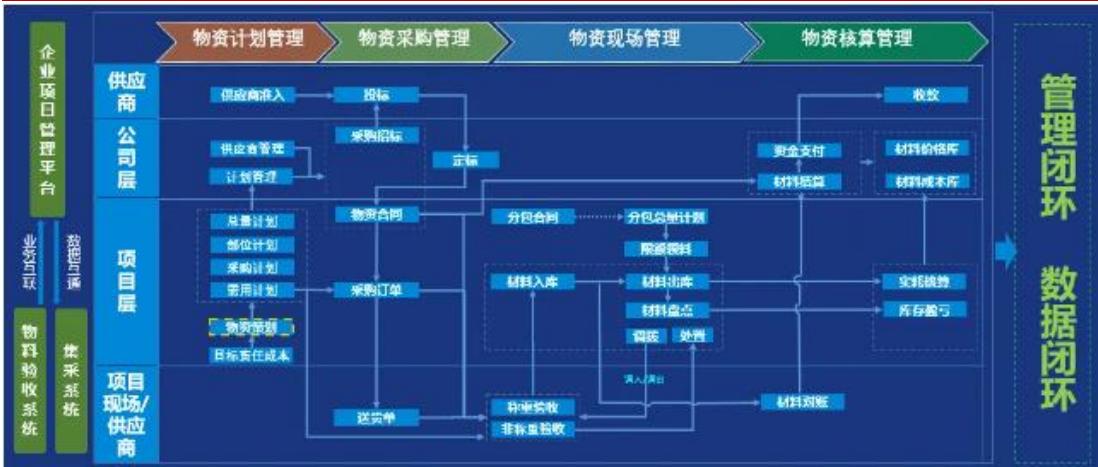 企业项目管理平台
业务互联
数据互通
物料验收系统
集采系统
物资计划管理
物资采购管理
物资现场管理
物资核算管理
供应商
供应商准入
投标
收款
公司层
采购招标
供应商管理
定标
资金支付
材料价格库
计划管理
材料结算
材料成本库
项目层
总量计划
物资合同
分包合同
分包总量计划
部位计划
限额领料
采购计划
需用计划
采购订单
材料入库
材料出库
实耗核算
材料盘点
库存盈亏
物资策划
调拨
处置
目标责任成本
项目现场/供应商
调入/调出
送货单
称重验收
材料对账
非称重验收
管理闭环
数据闭环